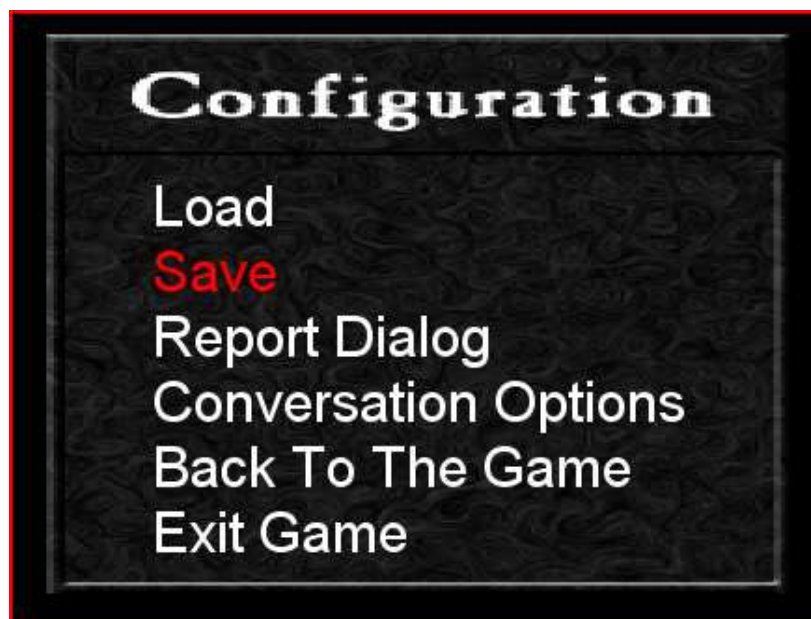 Configuration
Load
Save
Report Dialog
Conversation Options
Back To The Game
Exit Game